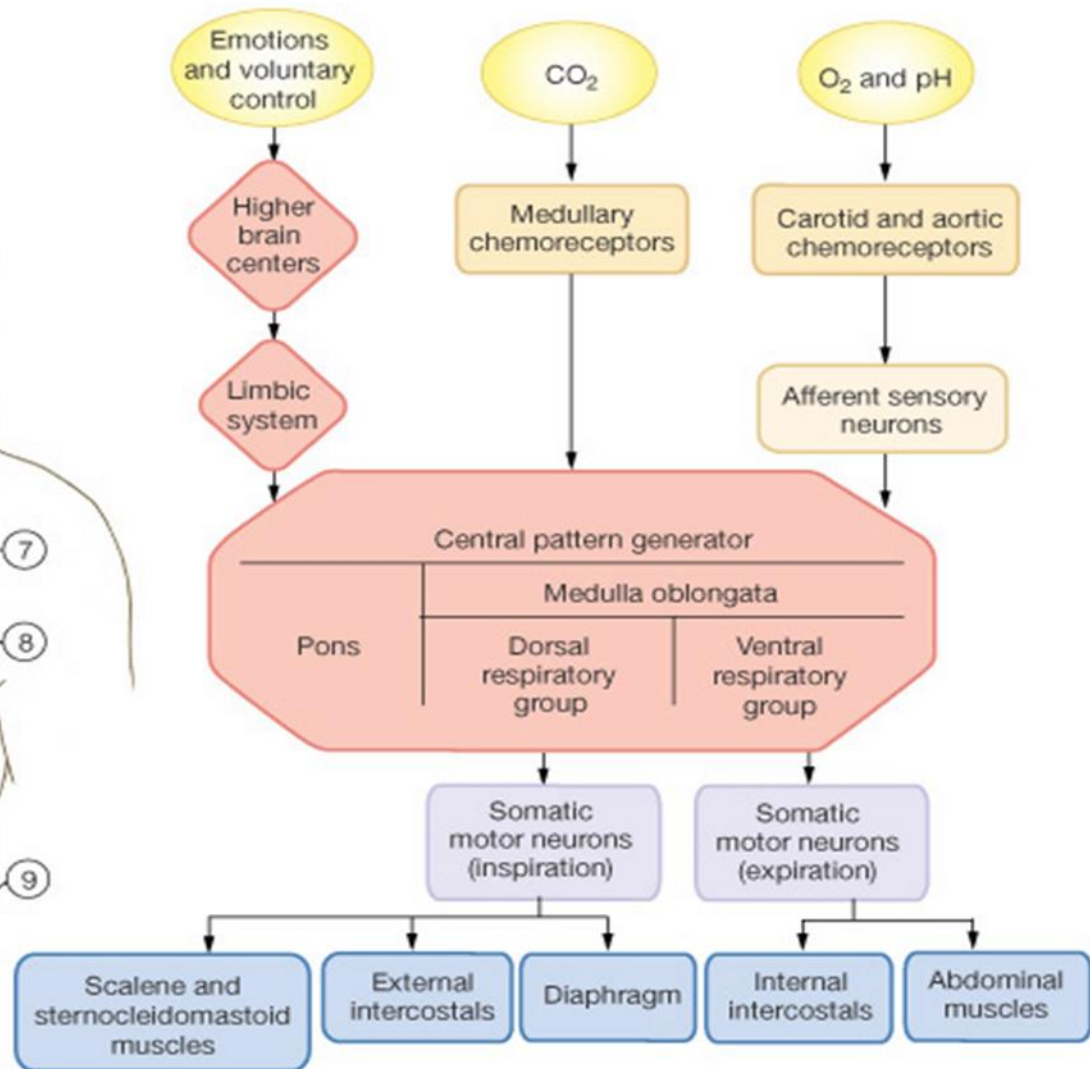 Emotions
and voluntary
control
CO₂
O₂ and pH
Higher
brain
centers
Medullary
chemoreceptors
Carotid and aortic
chemoreceptors
Limbic
system
Afferent sensory
neurons
7
8
9
Central pattern generator
Medulla oblongata
Pons
Dorsal
respiratory
group
Ventral
respiratory
group
Somatic
motor neurons
(inspiration)
Somatic
motor neurons
(expiration)
Scalene and
sternocleidomastoid
muscles
External
intercostals
Diaphragm
Internal
intercostals
Abdominal
muscles